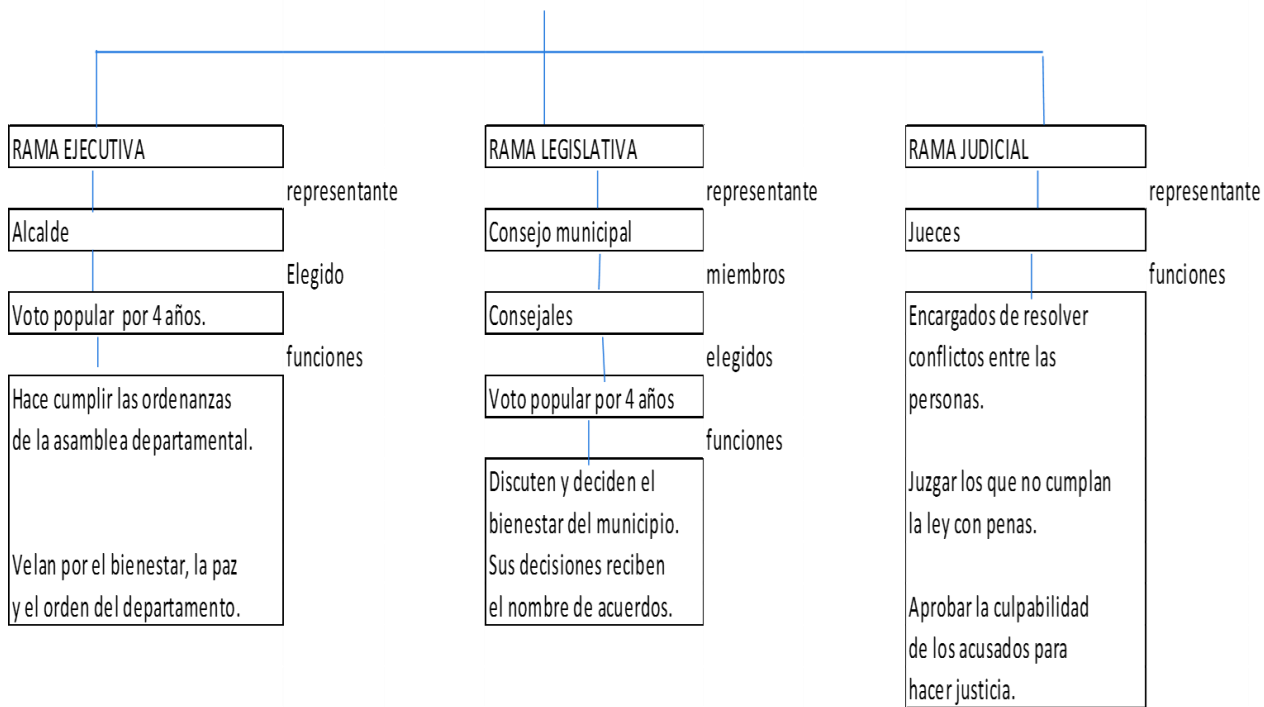 RAMA EJECUTIVA
representante
Alcalde
Elegido
Voto popular por 4 años.
funciones
Hace cumplir las ordenanzas
de la asamblea departamental.
Velan por el bienestar, la paz
y el orden del departamento.
RAMA LEGISLATIVA
representante
Consejo municipal
miembros
Consejales
elegidos
Voto popular por 4 años
funciones
Discuten y deciden el
bienestar del municipio.
Sus decisiones reciben
el nombre de acuerdos.
RAMA JUDICIAL
representante
Jueces
funciones
Encargados de resolver
conflictos entre las
personas.
Juzgar los que no cumplan
la ley con penas.
Aprobar la culpabilidad
de los acusados para
hacer justicia.